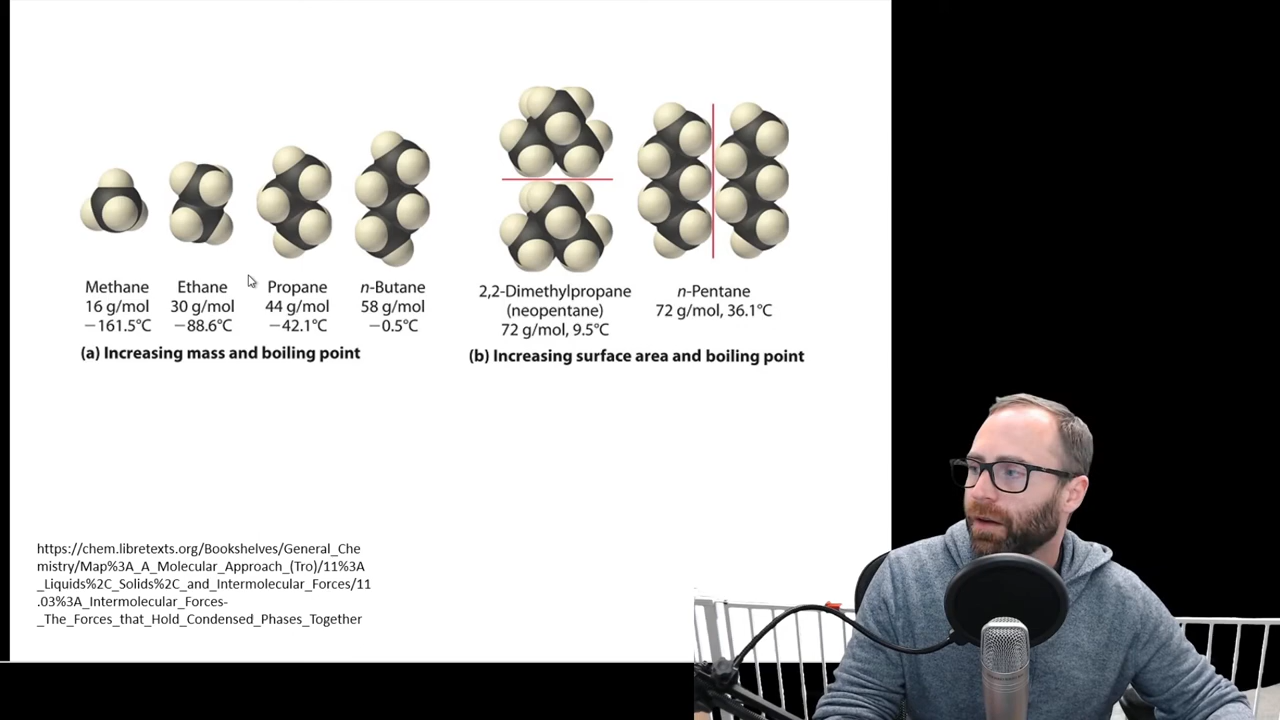 Methane
16 g/mol
−161.5°C
Ethane
30 g/mol
−88.6°C
Propane
44 g/mol
−42.1°C
n-Butane
58 g/mol
−0.5°C
(a) Increasing mass and boiling point
2,2-Dimethylpropane
(neopentane)
72 g/mol, 9.5°C
n-Pentane
72 g/mol, 36.1°C
(b) Increasing surface area and boiling point
https://chem.libretexts.org/Bookshelves/General_Che
mistry/Map%3A_A_Molecular_Approach_(Tro)/11%3A
_Liquids%2C_Solids%2C_and_Intermolecular_Forces/11
.03%3A_Intermolecular_Forces-
_The_Forces_that_Hold_Condensed_Phases_Together